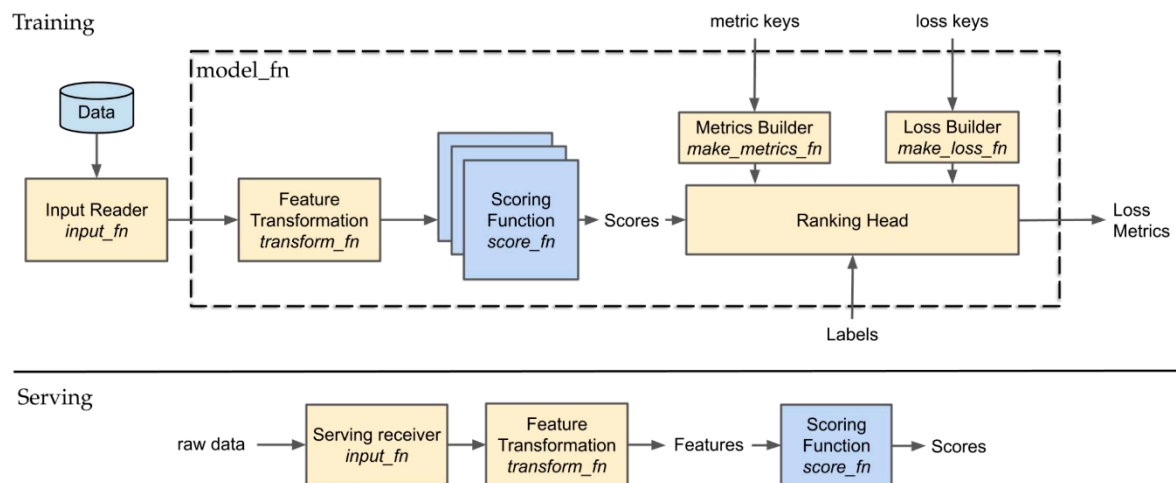 Training
metric keys
loss keys
model_fn
Data
Metrics Builder
make_metrics_fn
Loss Builder
make_loss_fn
Input Reader
input_fn
Feature
Transformation
transform_fn
Scoring
Function
score_fn
Scores
Ranking Head
Loss
Metrics
Labels
Serving
raw data
Serving receiver
input_fn
Feature
Transformation
transform_fn
Features
Scoring
Function
score_fn
Scores